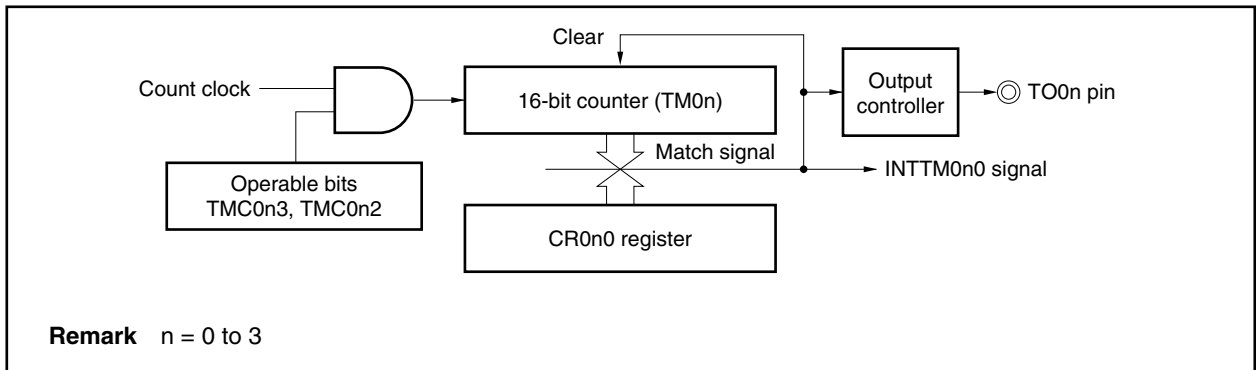 Clear
Count clock
16-bit counter (TM0n)
Output
controller
TO0n pin
Match signal
INTTM0n0 signal
Operable bits
TMC0n3, TMC0n2
CR0n0 register
Remark n = 0 to 3